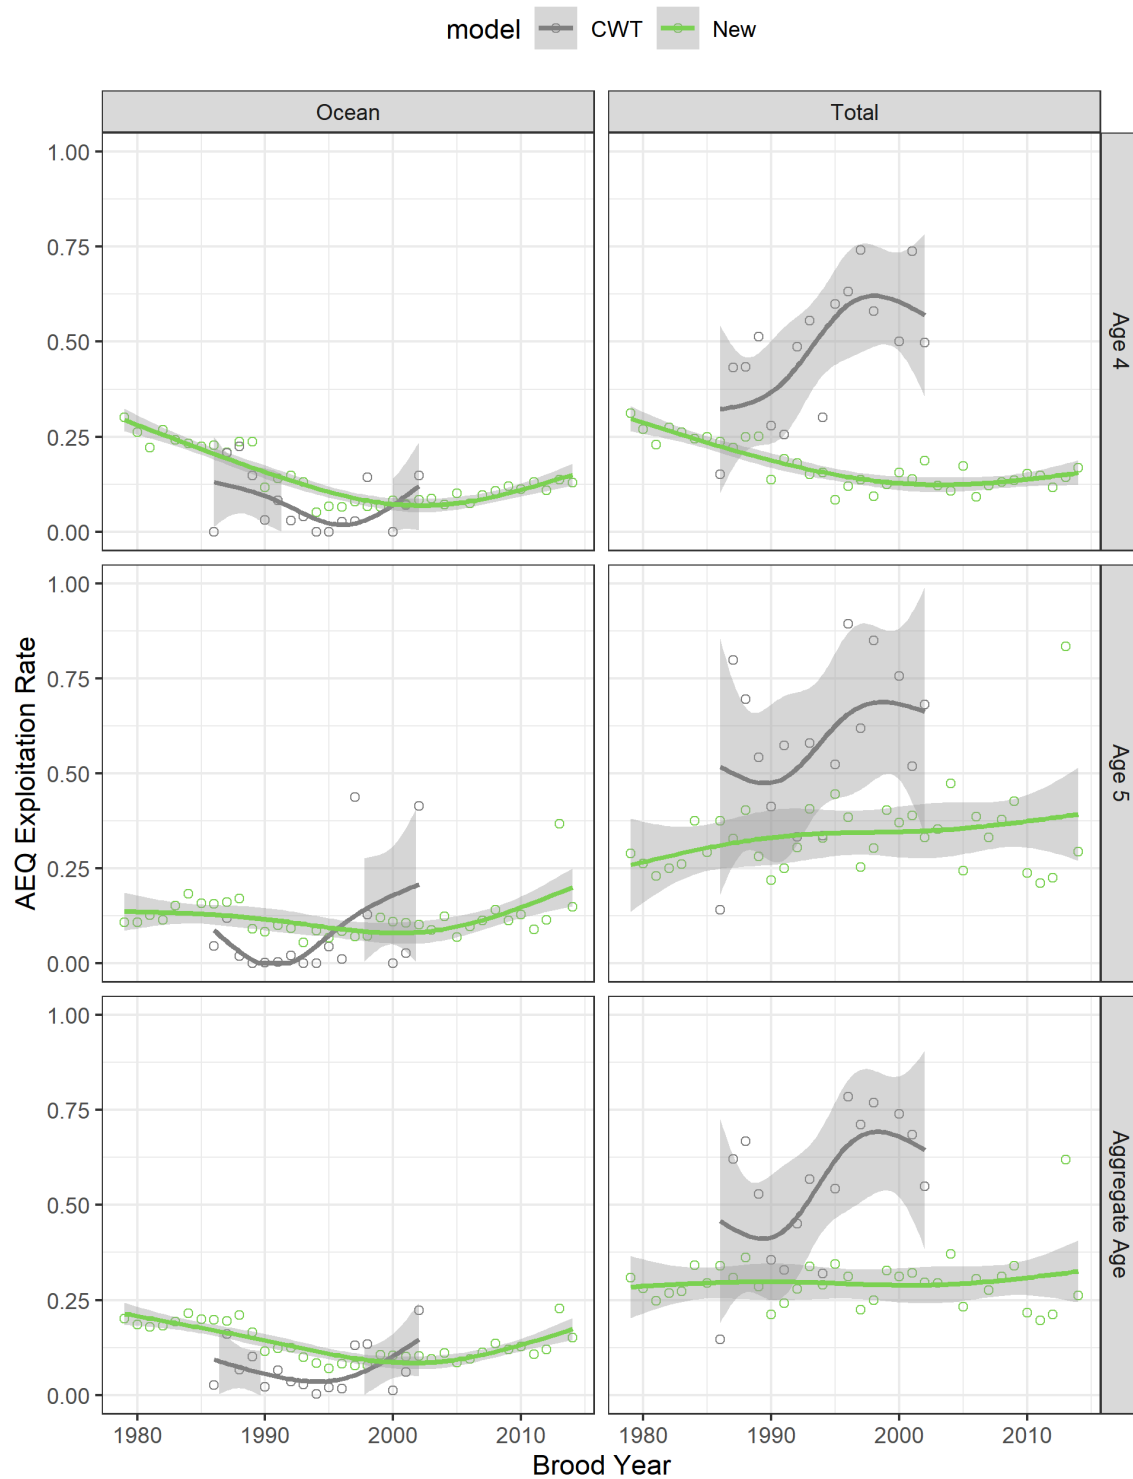 model CWT New
Ocean Total
1.00
0.75
0.50
0.25
0.00
Age 4
1.00
0.75
0.50
0.25
0.00
Age 5
AEQ Exploitation Rate
1.00
0.75
0.50
0.25
0.00
Aggregate Age
1980 1990 2000 2010 1980 1990 2000 2010
Brood Year